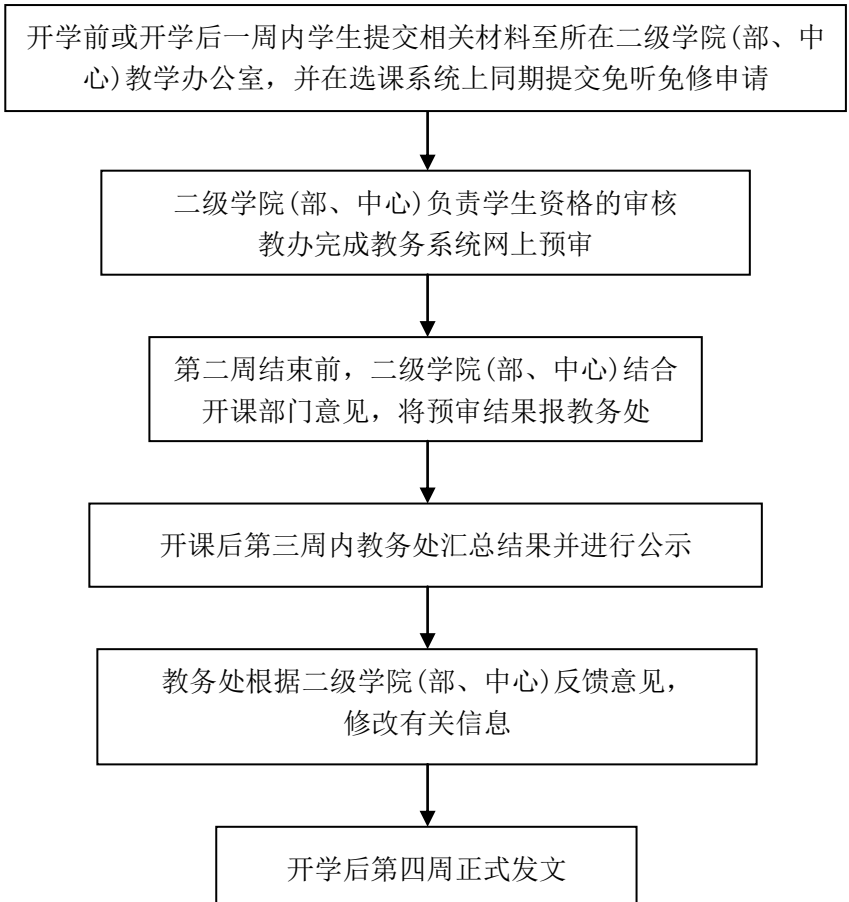 开学前或开学后一周内学生提交相关材料至所在二级学院(部、中
心)教学办公室，并在选课系统上同期提交免听免修申请
二级学院(部、中心)负责学生资格的审核
教办完成教务系统网上预审
第二周结束前，二级学院(部、中心)结合
开课部门意见，将预审结果报教务处
开课后第三周内教务处汇总结果并进行公示
教务处根据二级学院(部、中心)反馈意见，
修改有关信息
开学后第四周正式发文